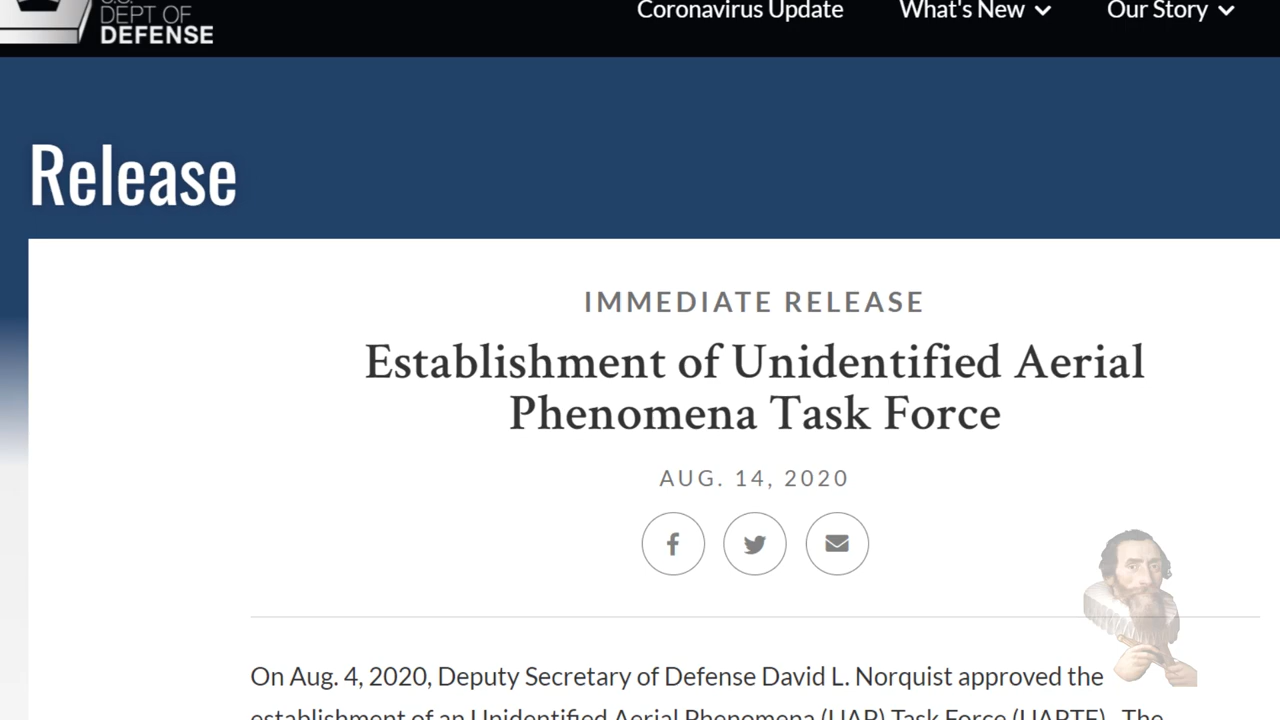 U.S.
DEPT OF
DEFENSE
Coronavirus Update What's New Our Story
Release
IMMEDIATE RELEASE
Establishment of Unidentified Aerial
Phenomena Task Force
AUG. 14, 2020
On Aug. 4, 2020, Deputy Secretary of Defense David L. Norquist approved the
establishment of an Unidentified Aerial Phenomena (UAP) Task Force (UAPTF). The